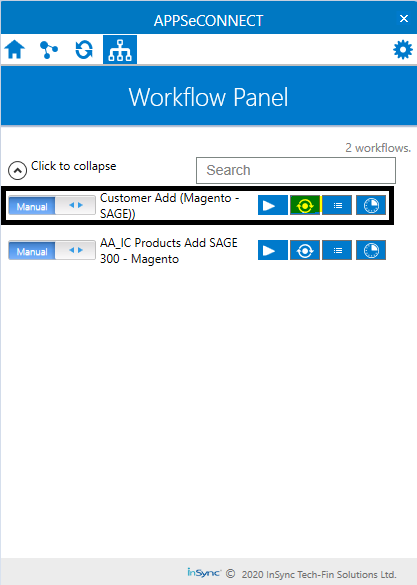 APPSeCONNECT
Workflow Panel
2 workflows.
Click to collapse
Search
Manual
Customer Add (Magento -
SAGE))
Manual
AA_IC Products Add SAGE
300 - Magento
inSync © 2020 InSync Tech-Fin Solutions Ltd.